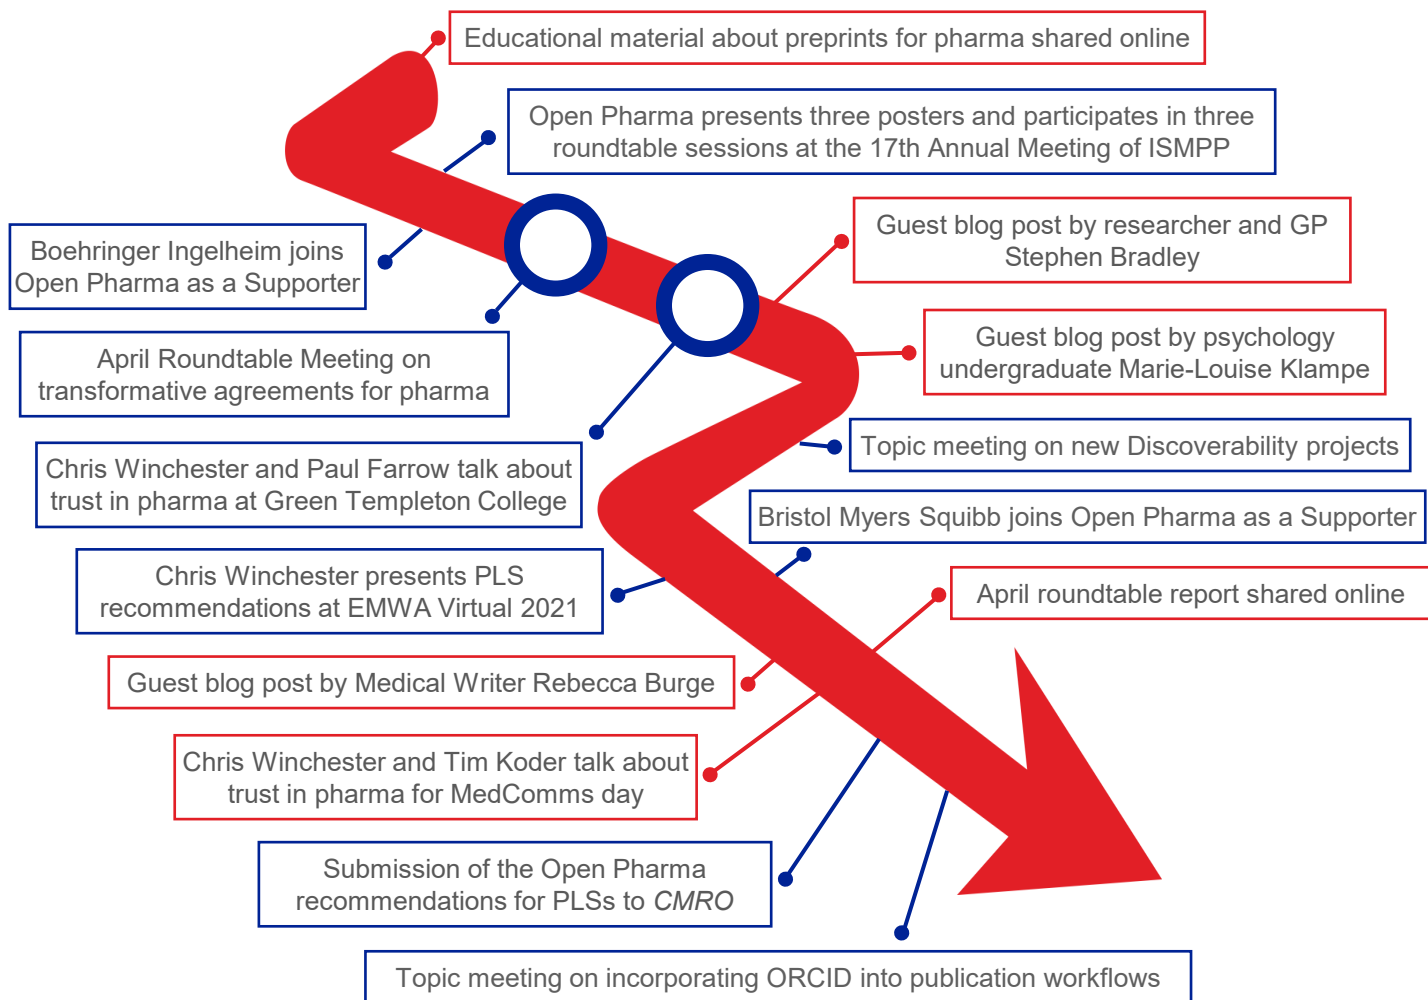 Educational material about preprints for pharma shared online
Open Pharma presents three posters and participates in three
roundtable sessions at the 17th Annual Meeting of ISMPP
Boehringer Ingelheim joins
Open Pharma as a Supporter
Guest blog post by researcher and GP
Stephen Bradley
April Roundtable Meeting on
transformative agreements for pharma
Guest blog post by psychology
undergraduate Marie-Louise Klampe
Chris Winchester and Paul Farrow talk about
trust in pharma at Green Templeton College
Topic meeting on new Discoverability projects
Bristol Myers Squibb joins Open Pharma as a Supporter
Chris Winchester presents PLS
recommendations at EMWA Virtual 2021
April roundtable report shared online
Guest blog post by Medical Writer Rebecca Burge
Chris Winchester and Tim Koder talk about
trust in pharma for MedComms day
Submission of the Open Pharma
recommendations for PLSs to CMRO
Topic meeting on incorporating ORCID into publication workflows